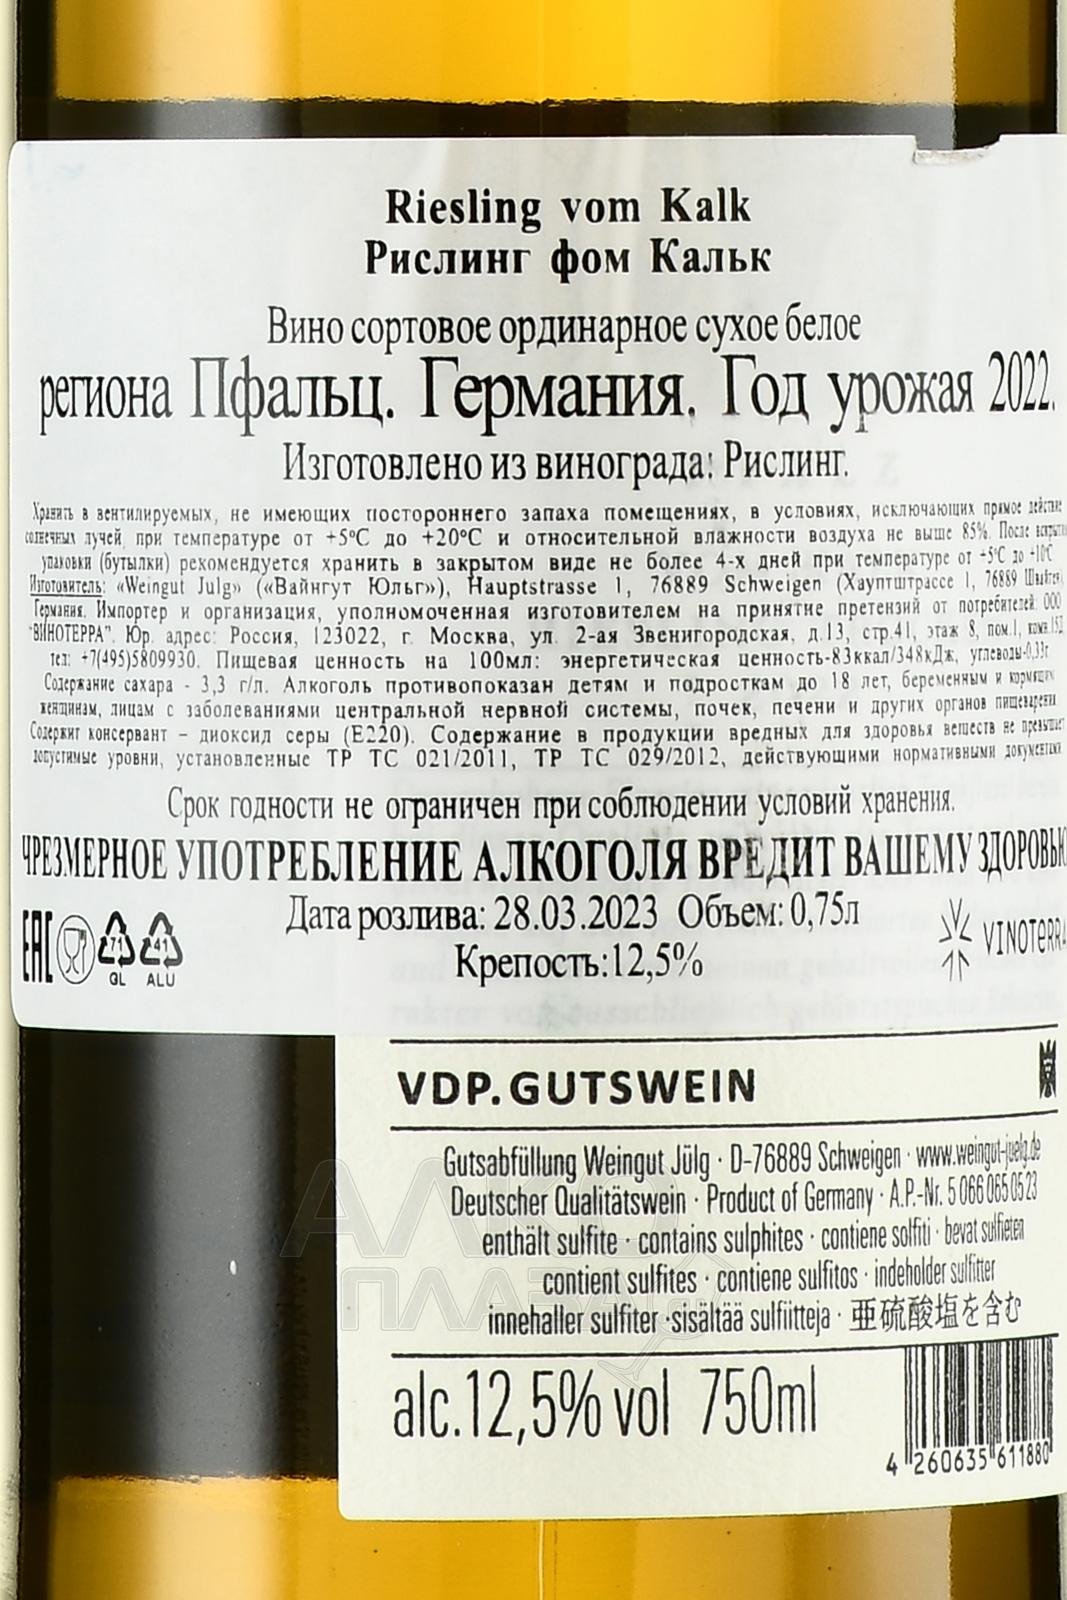 Riesling vom Kalk
Рислинг фом Кальк
Вино сортовое ординарное сухое белое
региона Пфальц. Германия. Год урожая 2022.
Изготовлено из винограда: Рислинг.
Хранить в вентилируемых, не имеющих постороннего запаха помещениях, в условиях, исключающих прямое действие
солнечных лучей, при температуре от +5°С до +20°С и относительной влажности воздуха не выше 85%. После вскрытия
упаковки (бутылки) рекомендуется хранить в закрытом виде не более 4-х дней при температуре от +5°С до +10°С
Изготовитель: «Weingut Julg» («Вайнгут Юльг»), Hauptstrasse 1, 76889 Schweigen (Хауптштрассе 1, 76889 Швайген),
Германия. Импортер и организация, уполномоченная изготовителем на принятие претензий от потребителей: ООО
"ВИНОТЕРРА". Юр. адрес: Россия, 123022, г. Москва, ул. 2-ая Звенигородская, д.13, стр.41, этаж 8, пом.1, комн.152
тел: +7(495)5809930. Пищевая ценность на 100мл: энергетическая ценность-83ккал/348кДж, углеводы-0,33г
Содержание сахара - 3,3 г/л. Алкоголь противопоказан детям и подросткам до 18 лет, беременным и кормящим
женщинам, лицам с заболеваниями центральной нервной системы, почек, печени и других органов пищеварения
Содержит консервант – диоксид серы (Е220). Содержание в продукции вредных для здоровья веществ не превышает
допустимые уровни, установленные ТР ТС 021/2011, ТР ТС 029/2012, действующими нормативными документами
Срок годности не ограничен при соблюдении условий хранения.
ЧРЕЗМЕРНОЕ УПОТРЕБЛЕНИЕ АЛКОГОЛЯ ВРЕДИТ ВАШЕМУ ЗДОРОВЬЮ
Дата розлива: 28.03.2023 Объем: 0,75л
Крепость:12,5%
EAC 71 GL 41 ALU
VINOTERRA
VDP.GUTSWEIN
Gutsabfüllung Weingut Jülg · D-76889 Schweigen · www.weingut-juelg.de
Deutscher Qualitätswein · Product of Germany · A.P.-Nr. 5 066 065 05 23
enthält sulfite · contains sulphites · contiene solfiti · bevat sulfieten
contient sulfites · contiene sulfitos · indeholder sulfitter
innehaller sulfiter ·sisältää sulfiitteja · 亜硫酸塩を含む
alc.12,5% vol 750ml
4 260635 611880
АЛКО
ПЛАЗА.ru